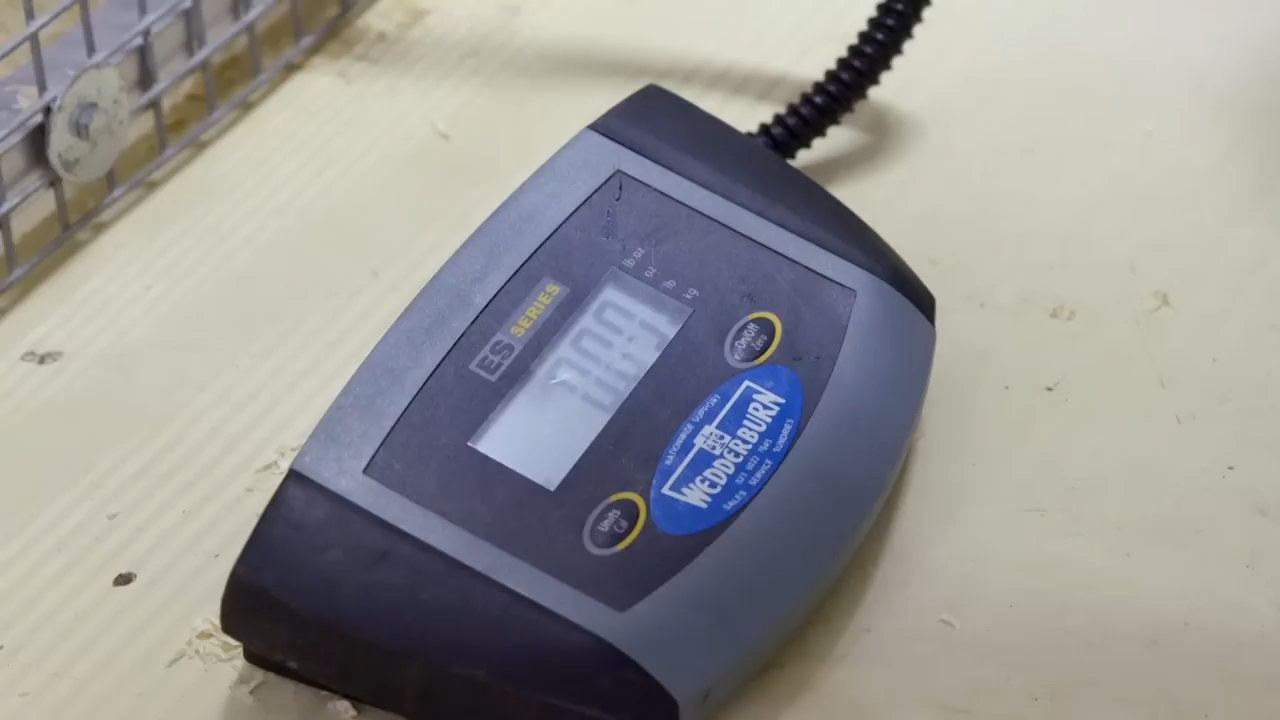 lb oz
oz
lb
kg
ES SERIES
On/Off
Zero
NATIONWIDE SUPPORT
WEDDERBURN
SALES SERVICE SUNDRIES
Units
Cal